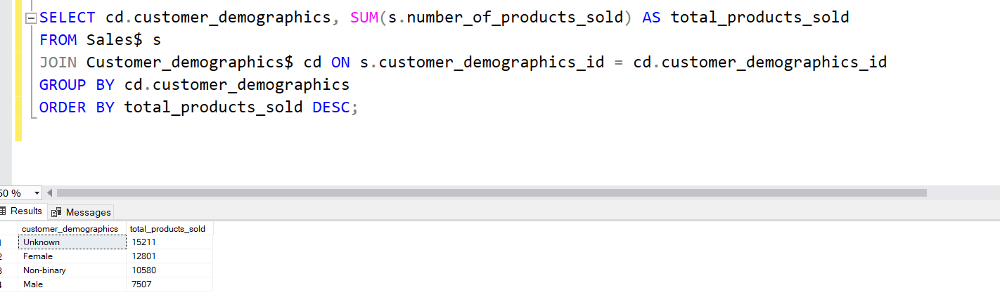 SELECT cd.customer_demographics, SUM(s.number_of_products_sold) AS total_products_sold
FROM Sales$ s
JOIN Customer_demographics$ cd ON s.customer_demographics_id = cd.customer_demographics_id
GROUP BY cd.customer_demographics
ORDER BY total_products_sold DESC;
50 %
Results Messages
customer_demographics total_products_sold
Unknown 15211
2 Female 12801
3 Non-binary 10580
4 Male 7507